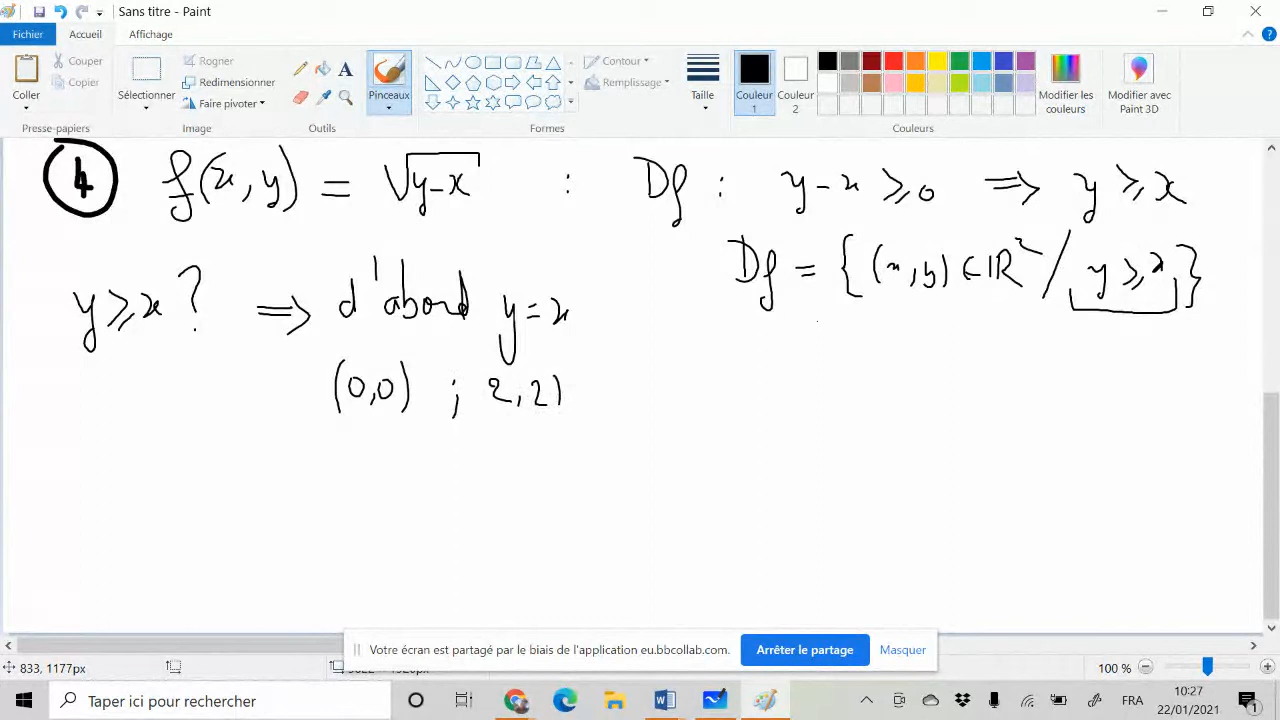 Sans titre - Paint
Fichier Accueil Affichage
Coller
Couper
Copier
Presse-papiers
Sélectionner
Rogner
Redimensionner
Faire pivoter
Image
Outils
Pinceaux
Contour
Remplissage
Formes
Taille
Couleur 1
Couleur 2
Modifier les couleurs
Modifier avec Paint 3D
Couleurs
④ f(x,y) = √y-x : Df : y-x ⩾ 0 ⟹ y ⩾ x
Df = {(x,y) ∈ IR² / y ⩾ x}
y ⩾ x ? ⟹ d'abord y = x
(0,0) ; 2,2)
Votre écran est partagé par le biais de l'application eu.bbcollab.com. Arrêter le partage Masquer
833, 1177px 100 %
Taper ici pour rechercher
FRA
10:27
22/01/2021
1